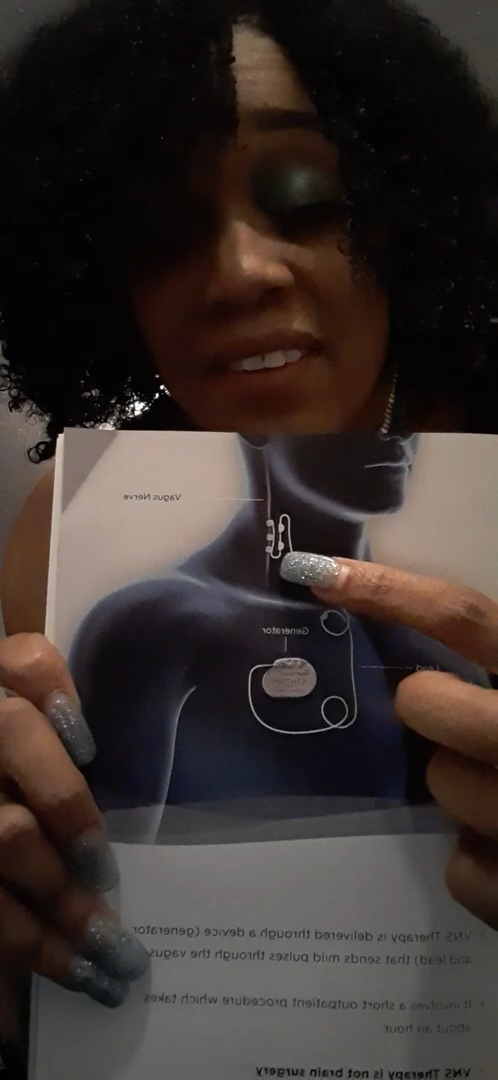 Vagus Nerve
Generator
Lead
VNS Therapy is delivered through a device (generator
and lead) that sends mild pulses through the vagus
It involves a short outpatient procedure which takes
about an hour
VNS Therapy is not brain surgery